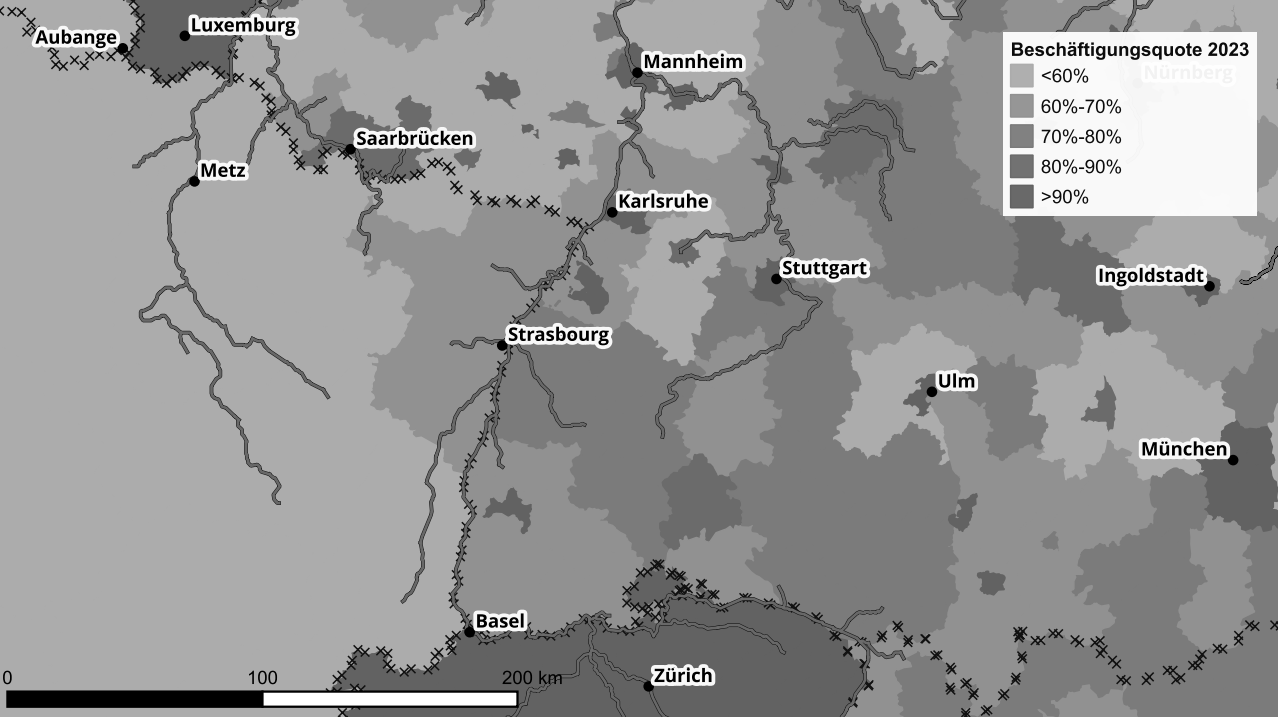 Luxemburg
Aubange
Mannheim
Beschäftigungsquote 2023
<60%
60%-70%
70%-80%
80%-90%
>90%
Nürnberg
Saarbrücken
Metz
Karlsruhe
Stuttgart
Ingoldstadt
Strasbourg
Ulm
München
Basel
Zürich
0 100 200 km